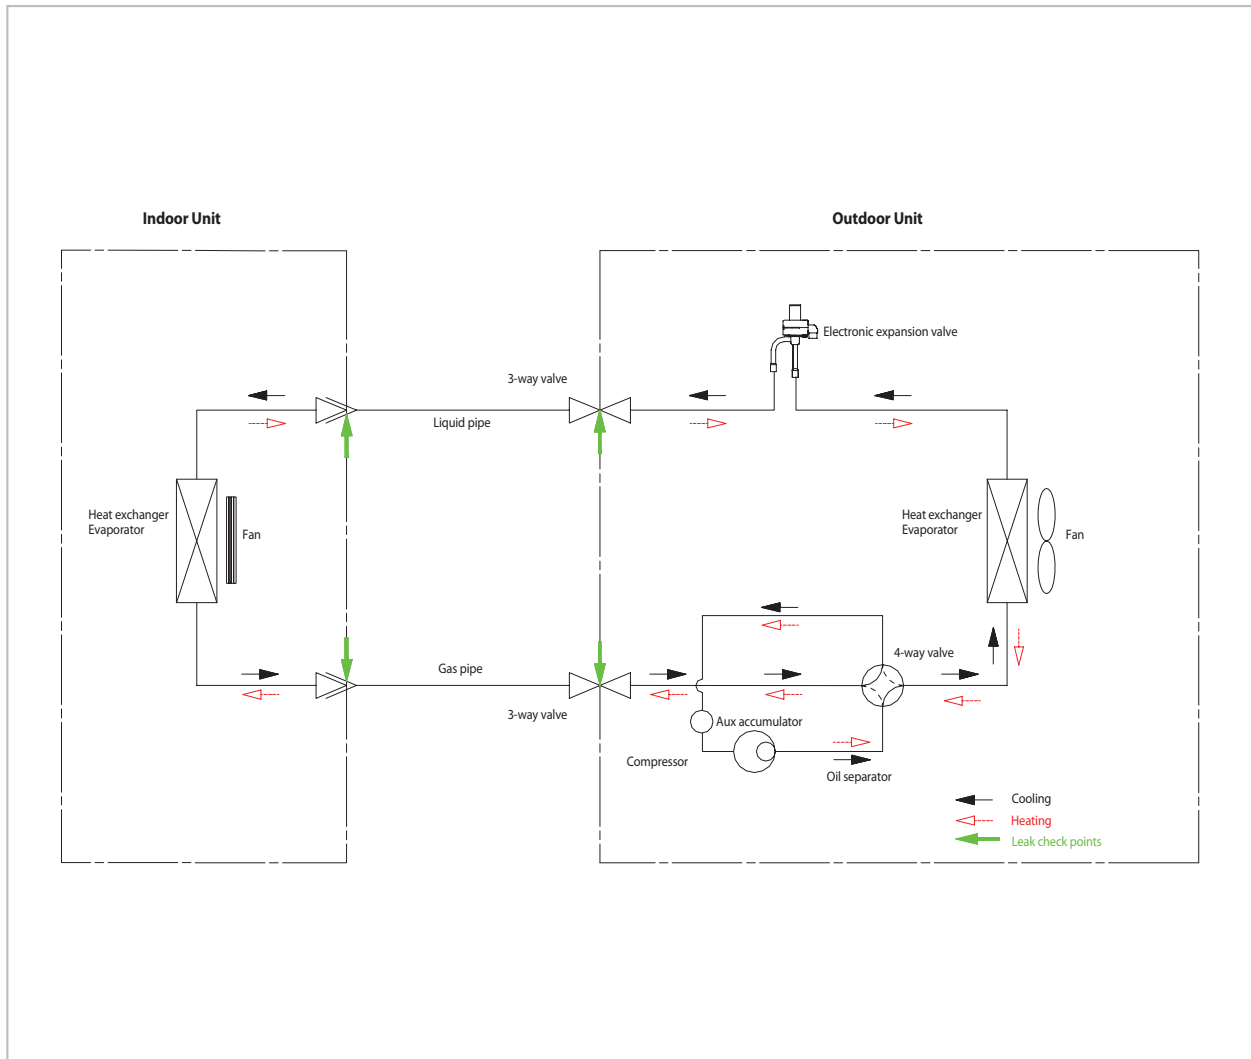 Indoor Unit
Outdoor Unit
Electronic expansion valve
3-way valve
Liquid pipe
Heat exchanger
Evaporator
Fan
Heat exchanger
Evaporator
Fan
4-way valve
Gas pipe
3-way valve
Aux accumulator
Compressor
Oil separator
Cooling
Heating
Leak check points